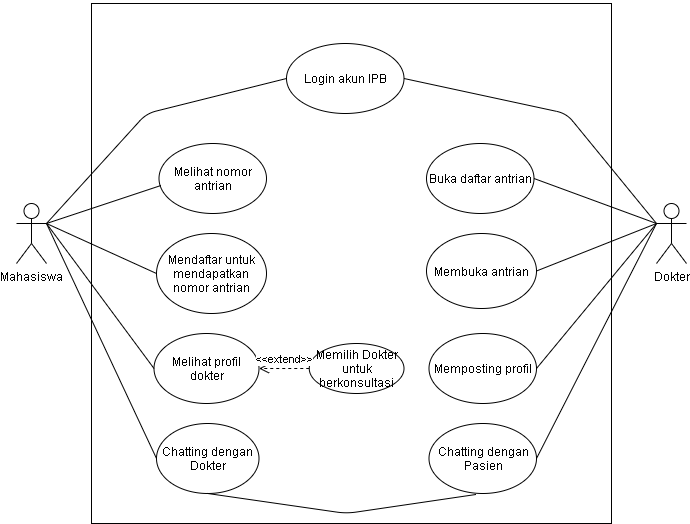 Login akun IPB
Melihat nomor
antrian
Buka daftar antrian
Mahasiswa
Dokter
Mendaftar untuk
mendapatkan
nomor antrian
Membuka antrian
Melihat profil
dokter
<<extend>>
Memilih Dokter
untuk
berkonsultasi
Memposting profil
Chatting dengan
Dokter
Chatting dengan
Pasien